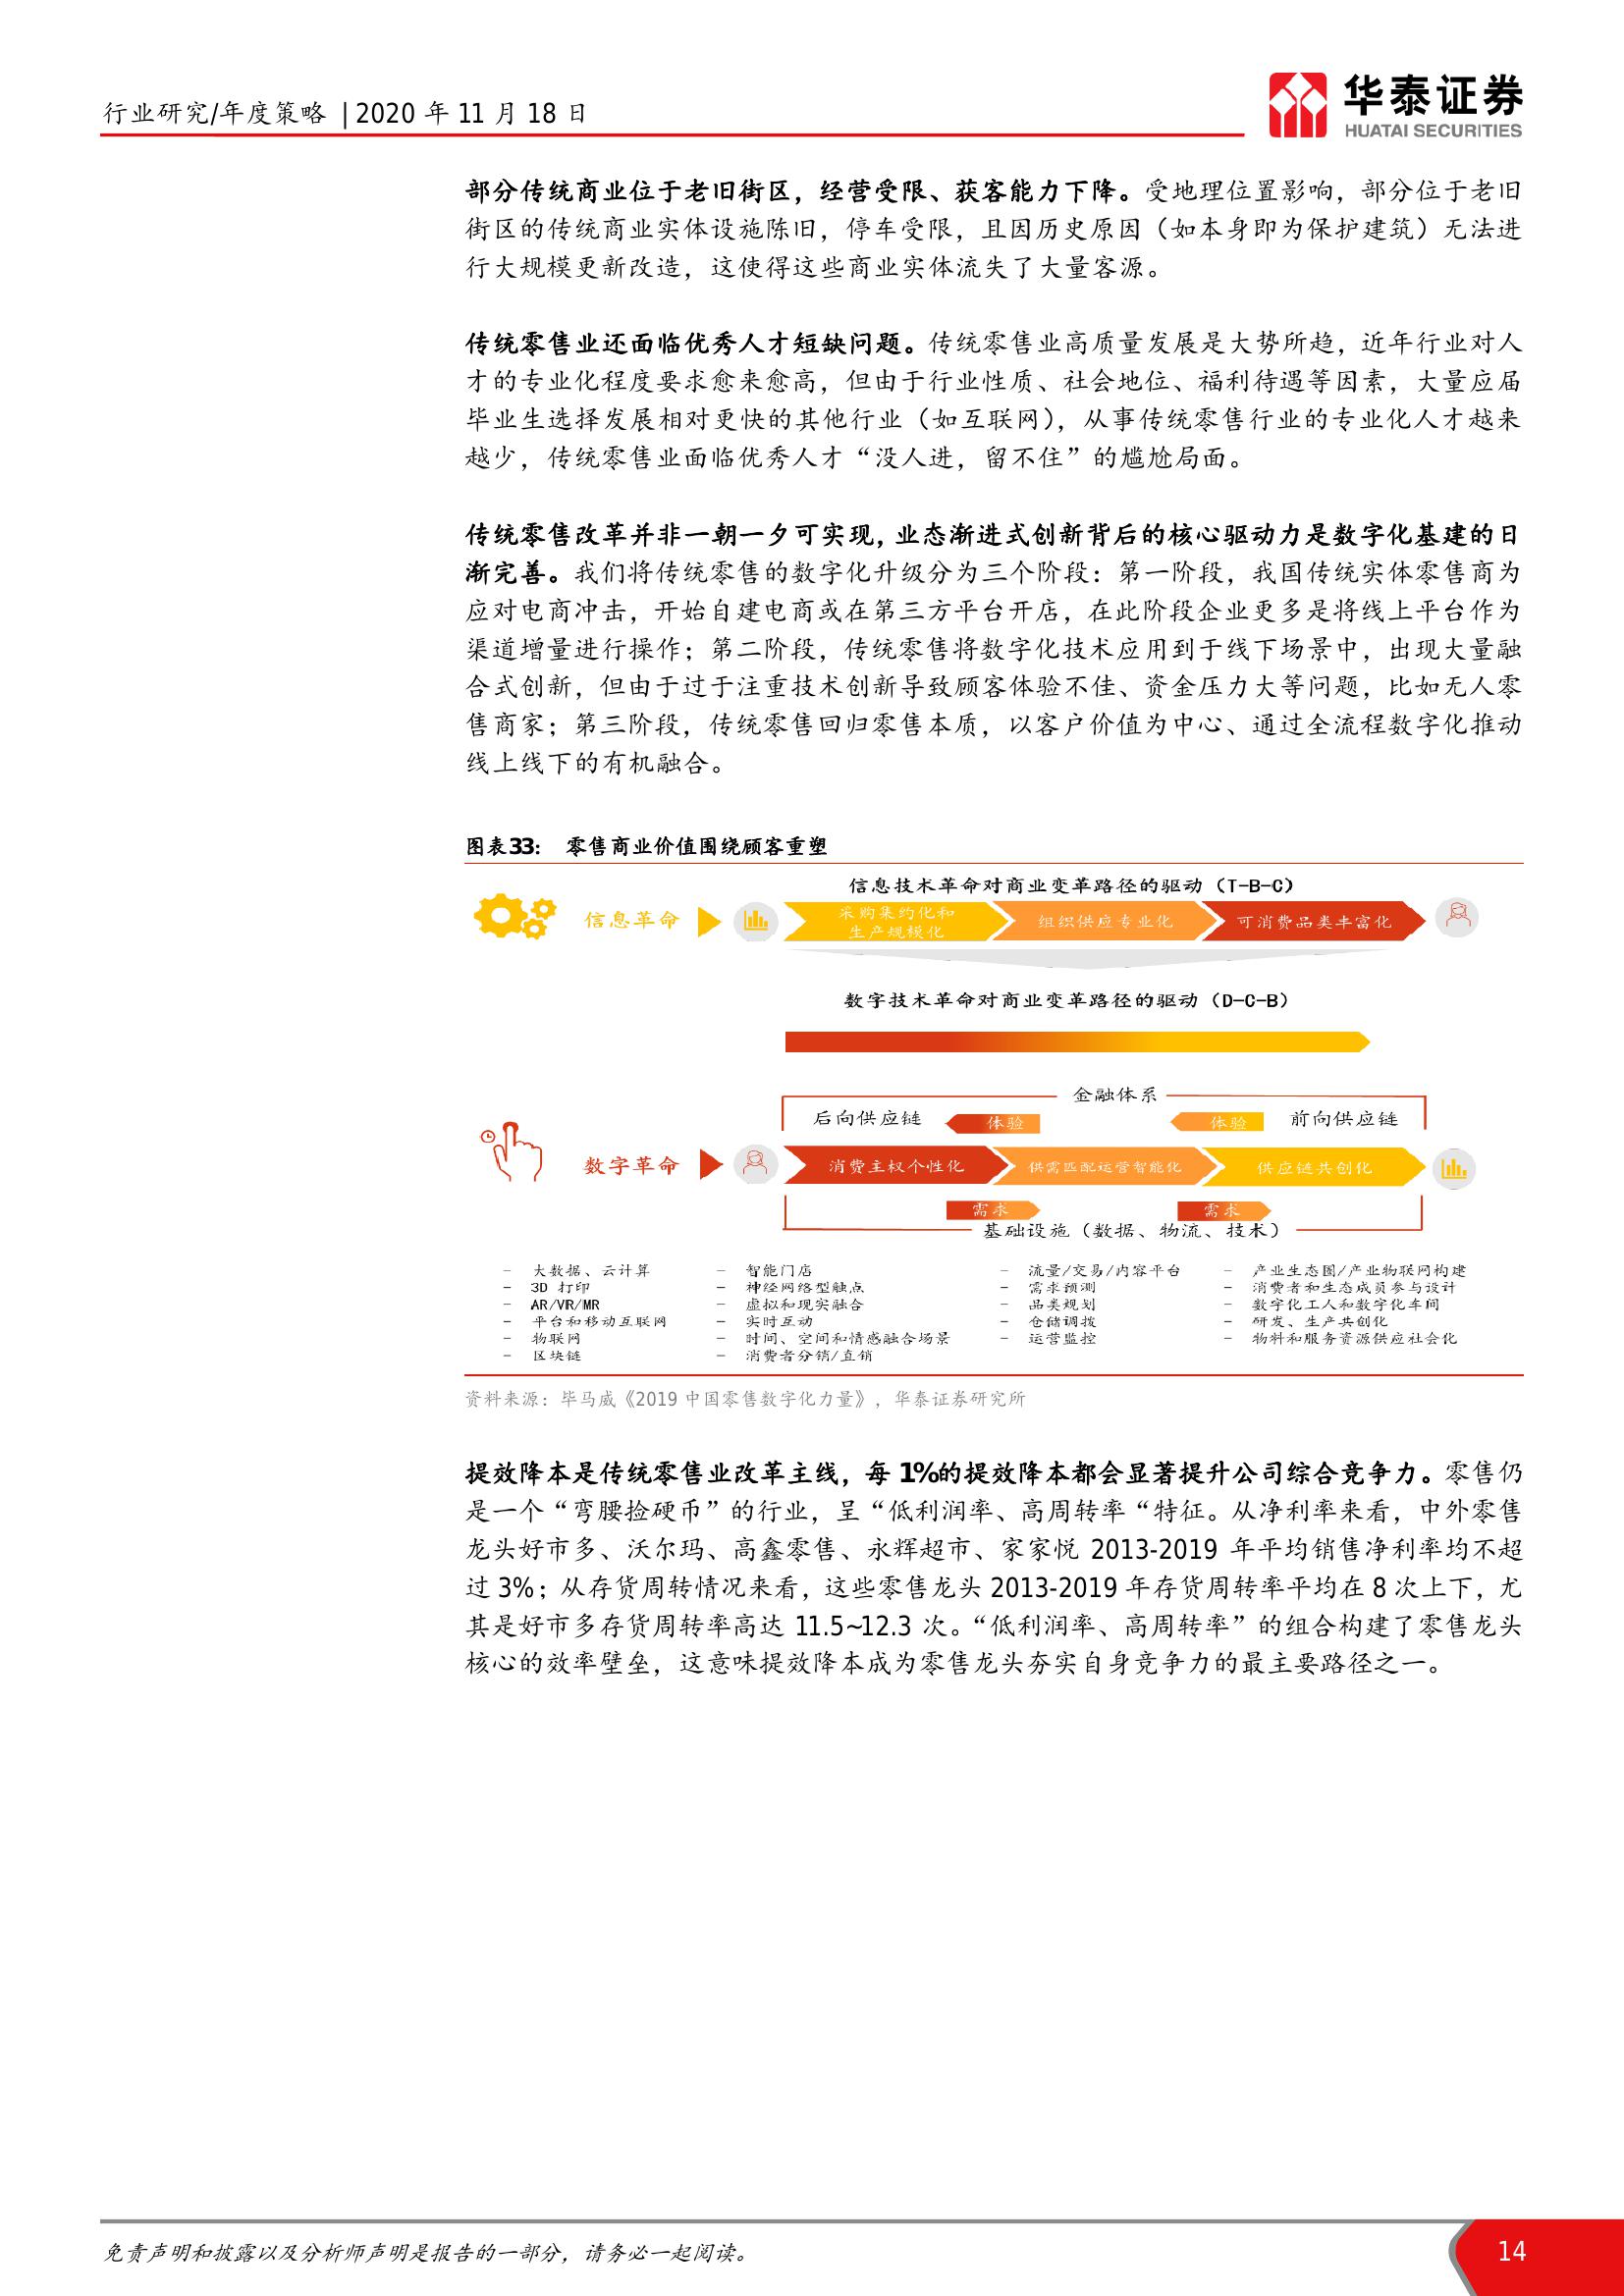 行业研究/年度策略 | 2020 年 11 月 18 日
华泰证券
HUATAI SECURITIES
部分传统商业位于老旧街区，经营受限、获客能力下降。受地理位置影响，部分位于老旧
街区的传统商业实体设施陈旧，停车受限，且因历史原因（如本身即为保护建筑）无法进
行大规模更新改造，这使得这些商业实体流失了大量客源。
传统零售业还面临优秀人才短缺问题。传统零售业高质量发展是大势所趋，近年行业对人
才的专业化程度要求愈来愈高，但由于行业性质、社会地位、福利待遇等因素，大量应届
毕业生选择发展相对更快的其他行业（如互联网），从事传统零售行业的专业化人才越来
越少，传统零售业面临优秀人才“没人进，留不住”的尴尬局面。
传统零售改革并非一朝一夕可实现，业态渐进式创新背后的核心驱动力是数字化基建的日
渐完善。我们将传统零售的数字化升级分为三个阶段：第一阶段，我国传统实体零售商为
应对电商冲击，开始自建电商或在第三方平台开店，在此阶段企业更多是将线上平台作为
渠道增量进行操作；第二阶段，传统零售将数字化技术应用到于线下场景中，出现大量融
合式创新，但由于过于注重技术创新导致顾客体验不佳、资金压力大等问题，比如无人零
售商家；第三阶段，传统零售回归零售本质，以客户价值为中心、通过全流程数字化推动
线上线下的有机融合。
图表33： 零售商业价值围绕顾客重塑
信息技术革命对商业变革路径的驱动（T-B-C）
信息革命
采购集约化和
生产规模化
组织供应专业化
可消费品类丰富化
数字技术革命对商业变革路径的驱动（D-C-B）
金融体系
后向供应链
体验
体验
前向供应链
数字革命
消费主权个性化
供需匹配运营智能化
供应链共创化
需求
需求
基础设施（数据、物流、技术）
– 大数据、云计算
– 3D 打印
– AR/VR/MR
– 平台和移动互联网
– 物联网
– 区块链
– 智能门店
– 神经网络型触点
– 虚拟和现实融合
– 实时互动
– 时间、空间和情感融合场景
– 消费者分销/直销
– 流量/交易/内容平台
– 需求预测
– 品类规划
– 仓储调拨
– 运营监控
– 产业生态圈/产业物联网构建
– 消费者和生态成员参与设计
– 数字化工人和数字化车间
– 研发、生产共创化
– 物料和服务资源供应社会化
资料来源：毕马威《2019 中国零售数字化力量》，华泰证券研究所
提效降本是传统零售业改革主线，每 1%的提效降本都会显著提升公司综合竞争力。零售仍
是一个“弯腰捡硬币”的行业，呈“低利润率、高周转率“特征。从净利率来看，中外零售
龙头好市多、沃尔玛、高鑫零售、永辉超市、家家悦 2013-2019 年平均销售净利率均不超
过 3%；从存货周转情况来看，这些零售龙头 2013-2019 年存货周转率平均在 8 次上下，尤
其是好市多存货周转率高达 11.5~12.3 次。“低利润率、高周转率”的组合构建了零售龙头
核心的效率壁垒，这意味提效降本成为零售龙头夯实自身竞争力的最主要路径之一。
免责声明和披露以及分析师声明是报告的一部分，请务必一起阅读。
14